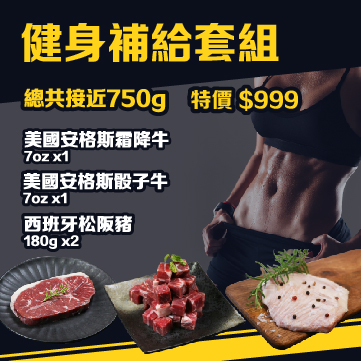 健身補給套組
總共接近750g 特價 $999
美國安格斯霜降牛
7oz x1
美國安格斯骰子牛
7oz x1
西班牙松阪豬
180g x2